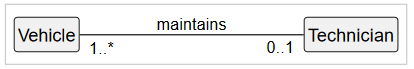 maintains
Vehicle
Technician
1..*
0..1